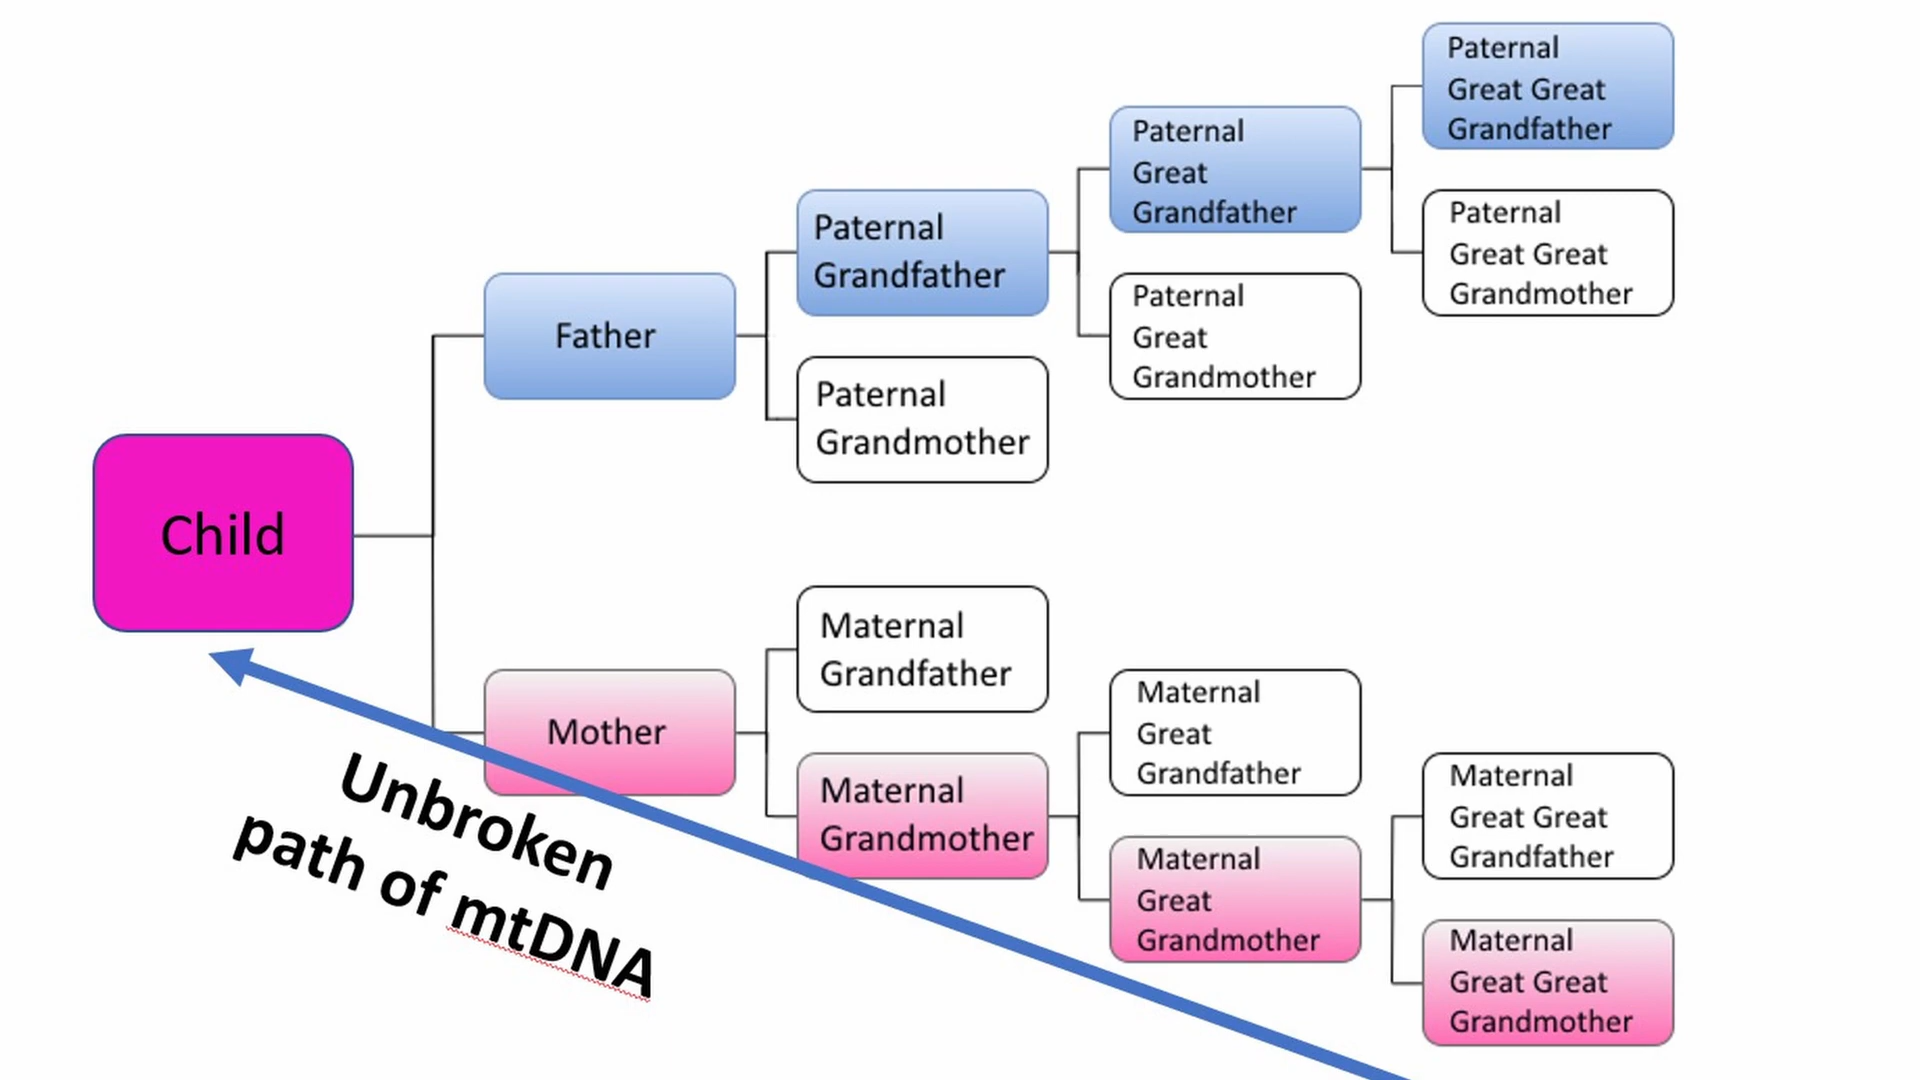 Paternal
Great Great
Grandfather
Paternal
Great
Grandfather
Paternal
Great Great
Grandmother
Paternal
Grandfather
Paternal
Great
Grandmother
Father
Paternal
Grandmother
Child
Maternal
Grandfather
Mother
Maternal
Great
Grandfather
Maternal
Grandmother
Maternal
Great Great
Grandfather
Maternal
Great
Grandmother
Maternal
Great Great
Grandmother
Unbroken
path of mtDNA